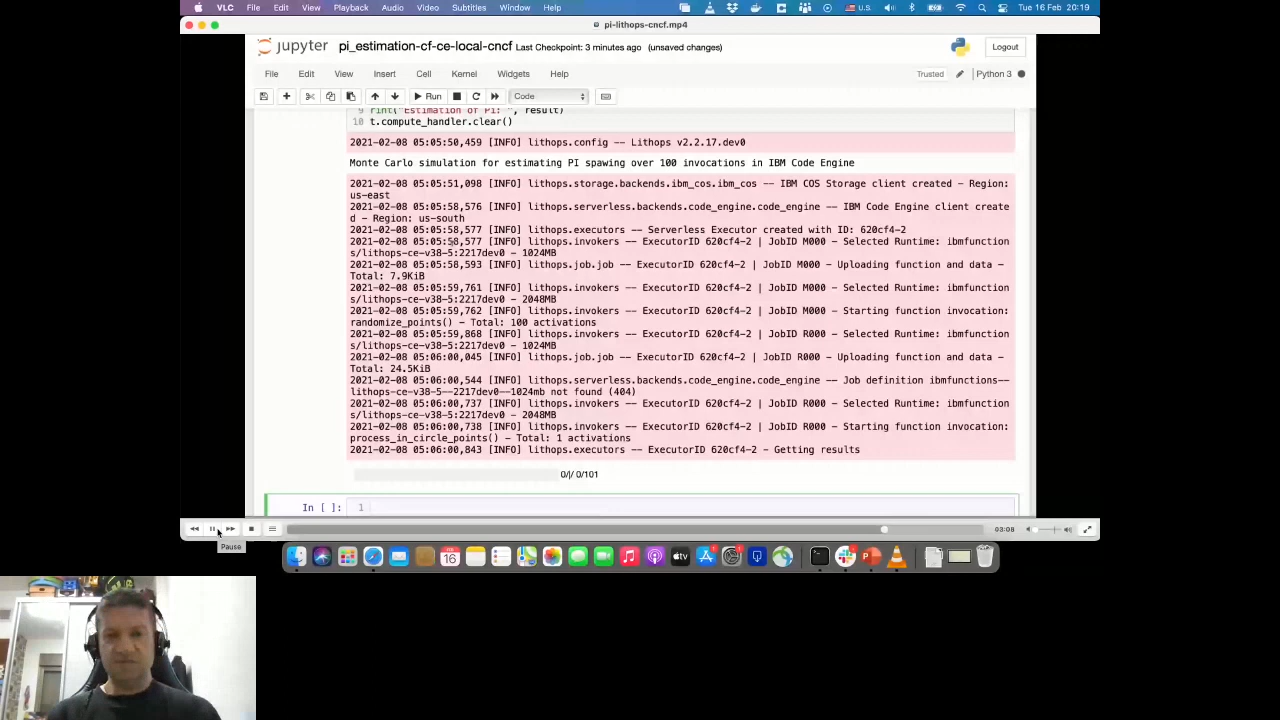 VLC File Edit View Playback Audio Video Subtitles Window Help U.S. Tue 16 Feb 20:19
pi-lithops-cncf.mp4
jupyter pi_estimation-cf-ce-local-cncf Last Checkpoint: 3 minutes ago (unsaved changes) Logout
File Edit View Insert Cell Kernel Widgets Help Trusted Python 3
Run Code
9 rint("Estimation of Pi: ", result)
10 t.compute_handler.clear()
2021-02-08 05:05:50,459 [INFO] lithops.config -- Lithops v2.2.17.dev0
Monte Carlo simulation for estimating PI spawing over 100 invocations in IBM Code Engine
2021-02-08 05:05:51,098 [INFO] lithops.storage.backends.ibm_cos.ibm_cos -- IBM COS Storage client created - Region:
us-east
2021-02-08 05:05:58,576 [INFO] lithops.serverless.backends.code_engine.code_engine -- IBM Code Engine client create
d - Region: us-south
2021-02-08 05:05:58,577 [INFO] lithops.executors -- Serverless Executor created with ID: 620cf4-2
2021-02-08 05:05:58,577 [INFO] lithops.invokers -- ExecutorID 620cf4-2 | JobID M000 - Selected Runtime: ibmfunction
s/lithops-ce-v38-5:2217dev0 - 1024MB
2021-02-08 05:05:58,593 [INFO] lithops.job.job -- ExecutorID 620cf4-2 | JobID M000 - Uploading function and data -
Total: 7.9KiB
2021-02-08 05:05:59,761 [INFO] lithops.invokers -- ExecutorID 620cf4-2 | JobID M000 - Selected Runtime: ibmfunction
s/lithops-ce-v38-5:2217dev0 - 2048MB
2021-02-08 05:05:59,762 [INFO] lithops.invokers -- ExecutorID 620cf4-2 | JobID M000 - Starting function invocation:
randomize_points() - Total: 100 activations
2021-02-08 05:05:59,868 [INFO] lithops.invokers -- ExecutorID 620cf4-2 | JobID R000 - Selected Runtime: ibmfunction
s/lithops-ce-v38-5:2217dev0 - 1024MB
2021-02-08 05:06:00,045 [INFO] lithops.job.job -- ExecutorID 620cf4-2 | JobID R000 - Uploading function and data -
Total: 24.5KiB
2021-02-08 05:06:00,544 [INFO] lithops.serverless.backends.code_engine.code_engine -- Job definition ibmfunctions--
lithops-ce-v38-5--2217dev0--1024mb not found (404)
2021-02-08 05:06:00,737 [INFO] lithops.invokers -- ExecutorID 620cf4-2 | JobID R000 - Selected Runtime: ibmfunction
s/lithops-ce-v38-5:2217dev0 - 2048MB
2021-02-08 05:06:00,738 [INFO] lithops.invokers -- ExecutorID 620cf4-2 | JobID R000 - Starting function invocation:
process_in_circle_points() - Total: 1 activations
2021-02-08 05:06:00,843 [INFO] lithops.executors -- ExecutorID 620cf4-2 - Getting results
0/|/ 0/101
In [ ]: 1
03:08
Pause
FEB
16
tv